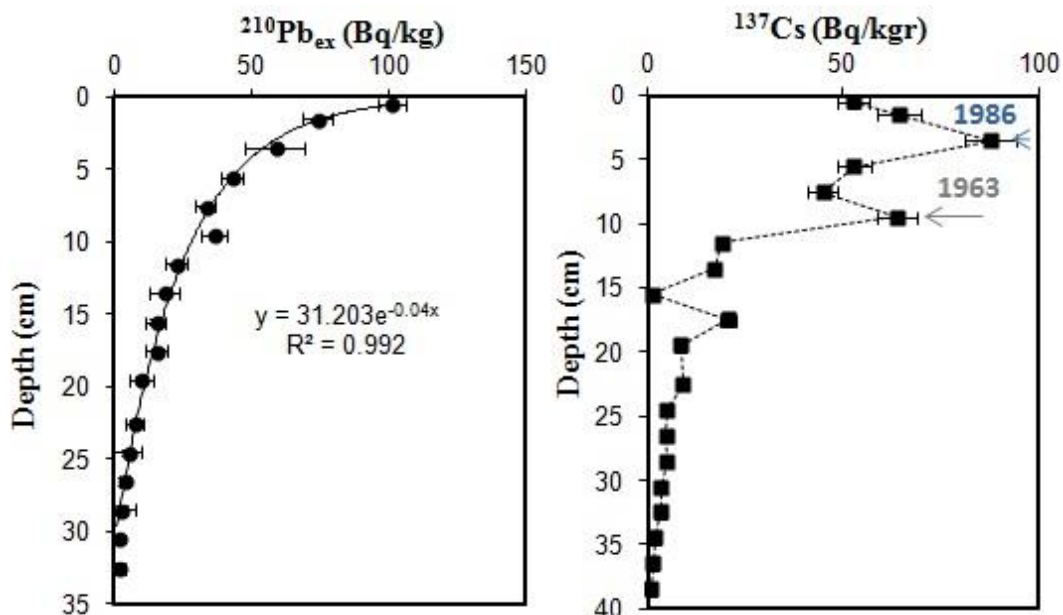 ²¹⁰Pbₑₓ (Bq/kg)
0 50 100 150
Depth (cm)
0
5
10
15
20
25
30
35
y = 31.203e⁻⁰·⁰⁴ˣ
R² = 0.992
¹³⁷Cs (Bq/kgr)
0 50 100
Depth (cm)
0
5
10
15
20
25
30
35
40
1986
1963